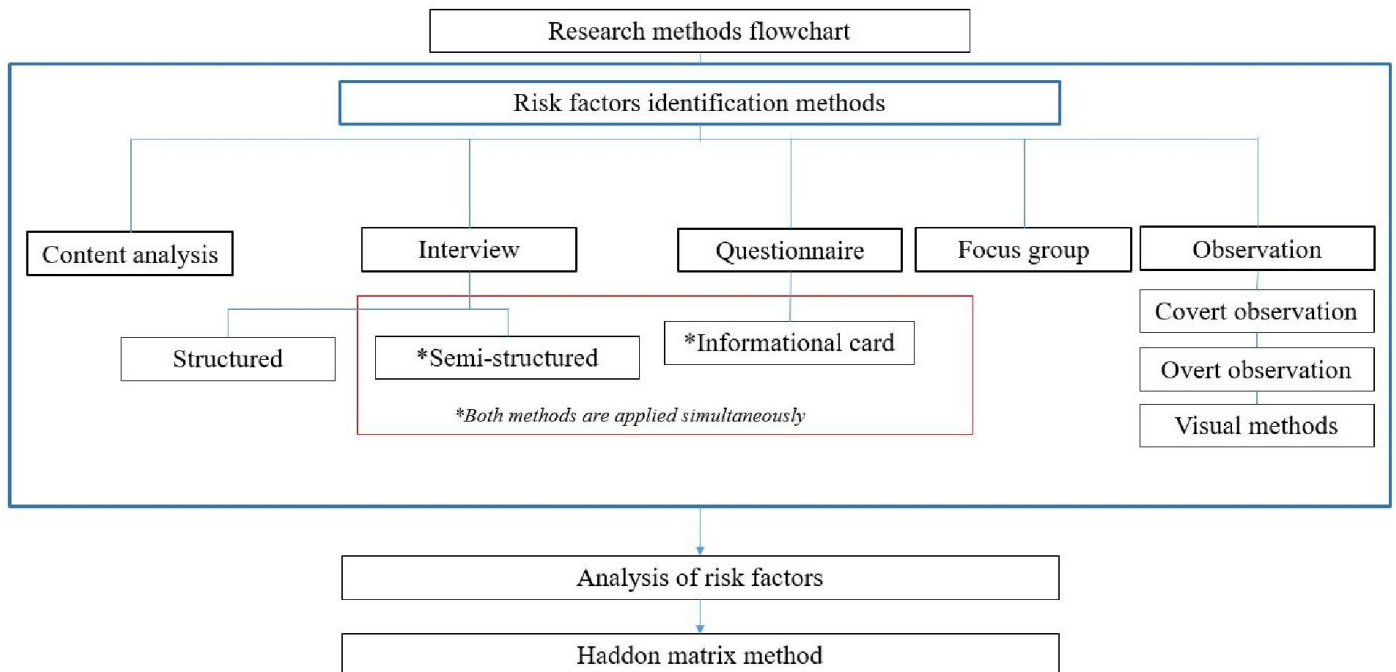 Research methods flowchart
Risk factors identification methods
Content analysis
Interview
Questionnaire
Focus group
Observation
Structured
*Semi-structured
*Informational card
*Both methods are applied simultaneously
Covert observation
Overt observation
Visual methods
Analysis of risk factors
Haddon matrix method